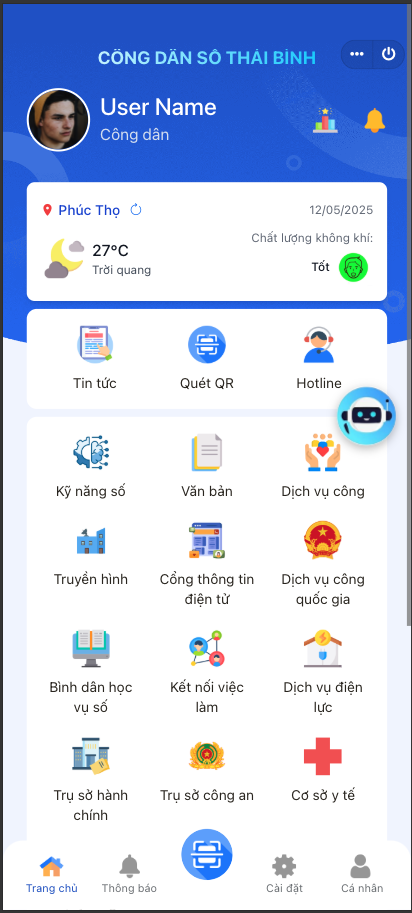 CÔNG DÂN SỐ THÁI BÌNH
User Name
Công dân
Phúc Thọ
12/05/2025
Chất lượng không khí:
27°C
Tốt
Trời quang
Tin tức
Quét QR
Hotline
Kỹ năng số
Văn bản
Dịch vụ công
Truyền hình
Cổng thông tin
điện tử
Dịch vụ công
quốc gia
Bình dân học
vụ số
Kết nối việc
làm
Dịch vụ điện
lực
Trụ sở hành
chính
Trụ sở công an
Cơ sở y tế
Trang chủ
Thông báo
Cài đặt
Cá nhân